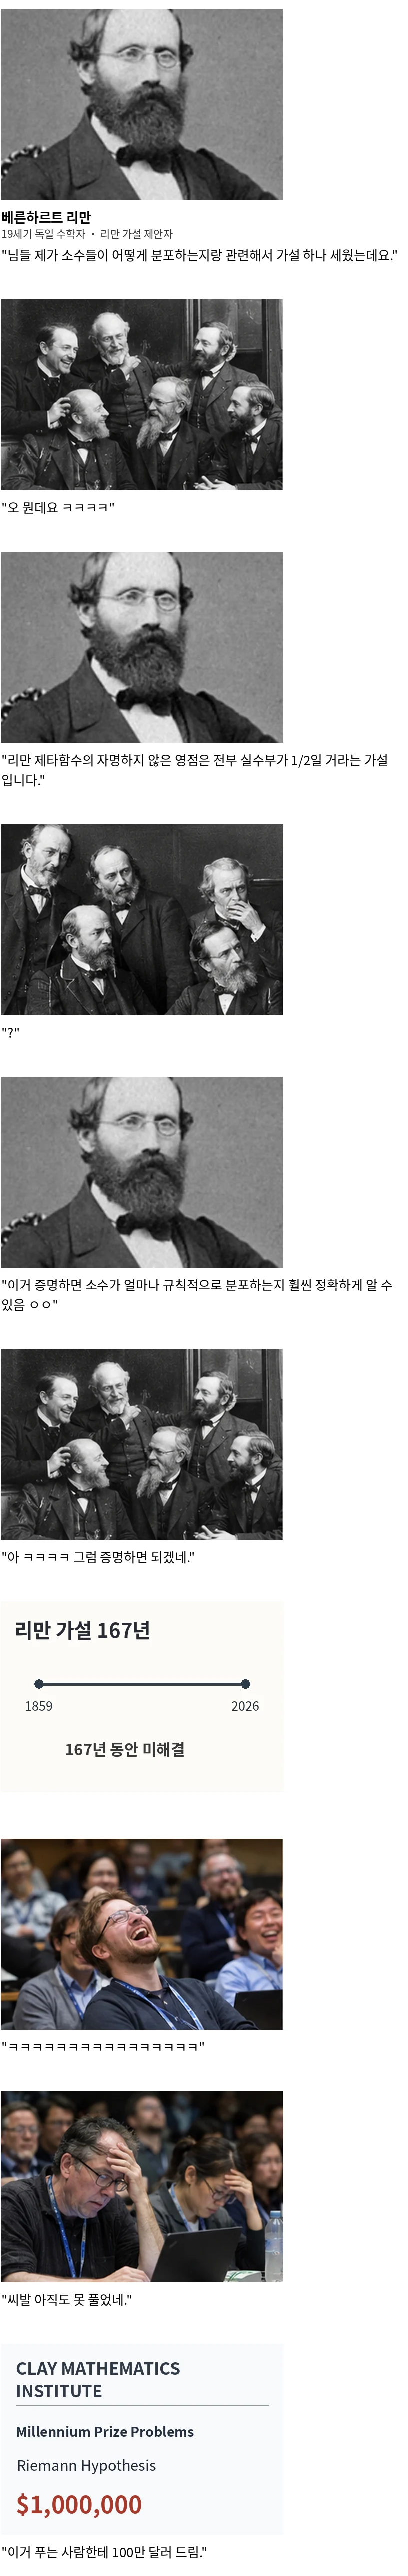 베른하르트 리만
19세기 독일 수학자 · 리만 가설 제안자
"님들 제가 소수들이 어떻게 분포하는지랑 관련해서 가설 하나 세웠는데요."
"오 뭔데요 ㅋㅋㅋㅋ"
"리만 제타함수의 자명하지 않은 영점은 전부 실수부가 1/2일 거라는 가설
입니다."
"?"
"이거 증명하면 소수가 얼마나 규칙적으로 분포하는지 훨씬 정확하게 알 수
있음 ㅇㅇ"
"아 ㅋㅋㅋㅋ 그럼 증명하면 되겠네."
리만 가설 167년
1859 2026
167년 동안 미해결
"ㅋㅋㅋㅋㅋㅋㅋㅋㅋㅋㅋㅋㅋㅋㅋㅋ"
"씨발 아직도 못 풀었네."
CLAY MATHEMATICS
INSTITUTE
Millennium Prize Problems
Riemann Hypothesis
$1,000,000
"이거 푸는 사람한테 100만 달러 드림."